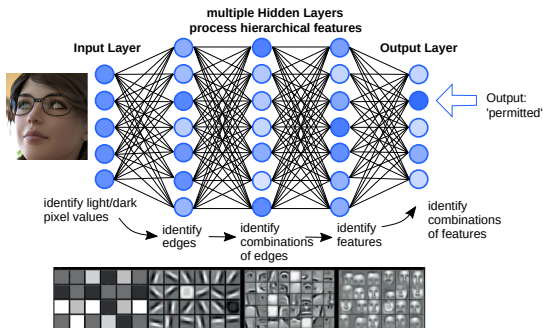 multiple Hidden Layers
process hierarchical features
Input Layer
Output Layer
Output:
'permitted'
identify light/dark
pixel values
identify
edges
identify
combinations
of edges
identify
features
identify
combinations
of features